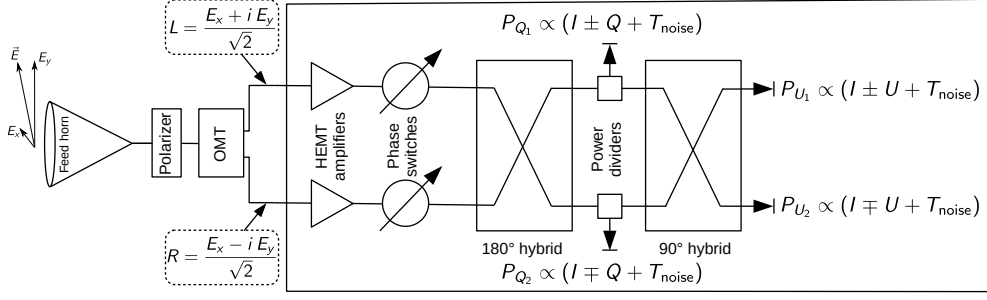 L = (E_x + i E_y) / √2
P_{Q_1} ∝ (I ± Q + T_noise)
E⃗
E_y
E_x
Feed horn
Polarizer
OMT
HEMT
amplifiers
Phase
switches
Power
dividers
P_{U_1} ∝ (I ± U + T_noise)
P_{U_2} ∝ (I ∓ U + T_noise)
R = (E_x − i E_y) / √2
180° hybrid
90° hybrid
P_{Q_2} ∝ (I ∓ Q + T_noise)